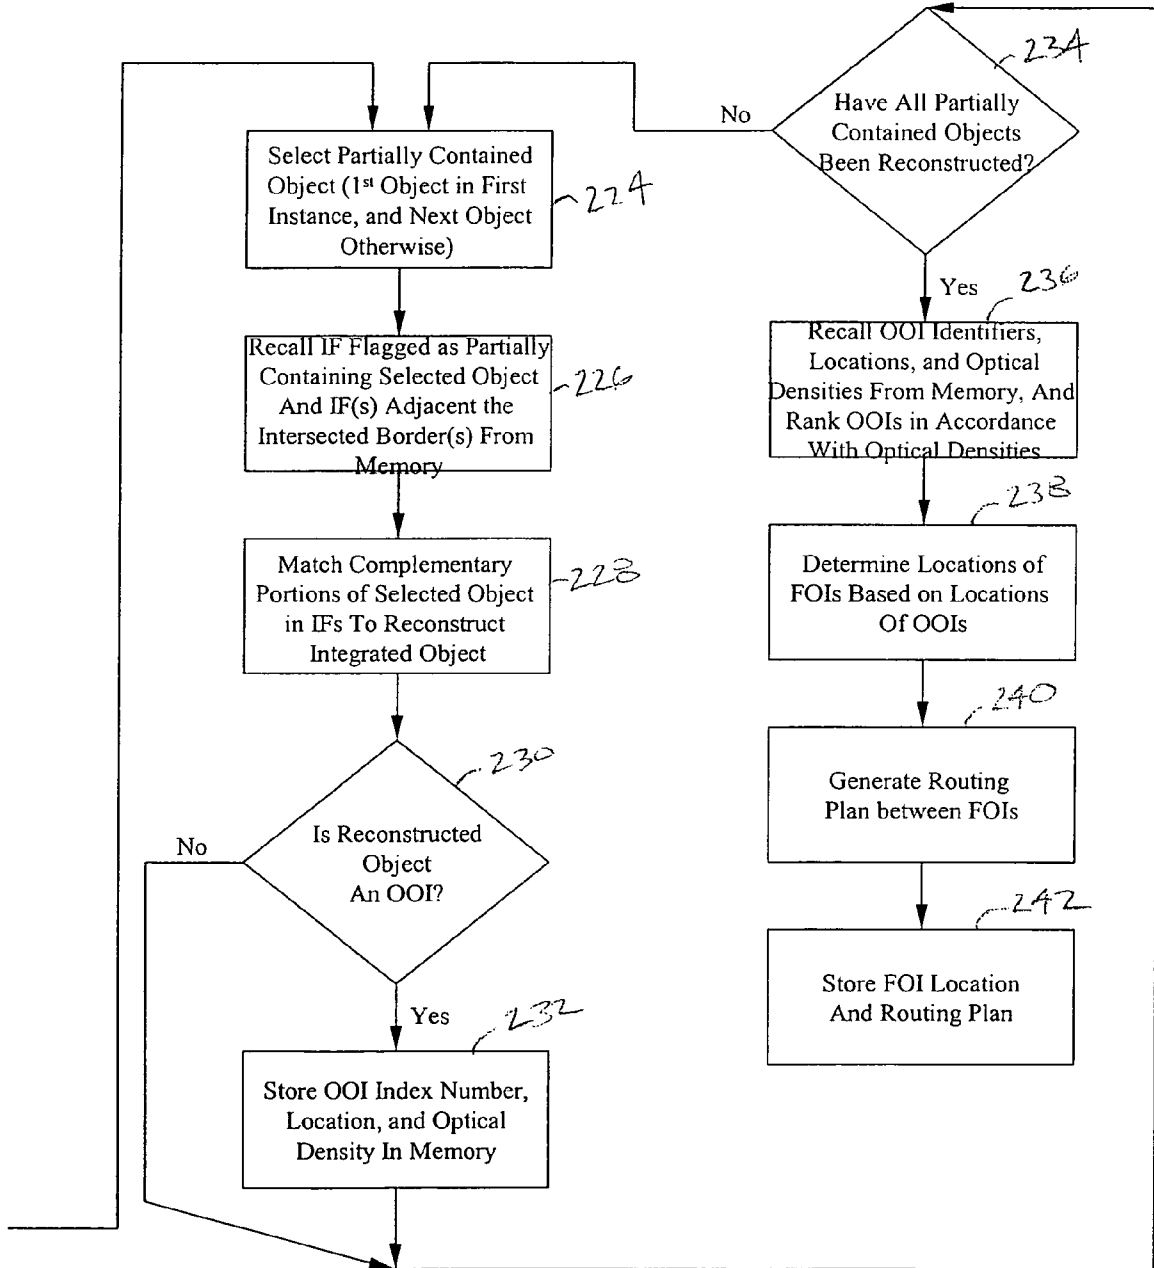 Select Partially Contained
Object (1st Object in First
Instance, and Next Object
Otherwise)
224
Recall IF Flagged as Partially
Containing Selected Object
And IF(s) Adjacent the
Intersected Border(s) From
Memory
226
Match Complementary
Portions of Selected Object
in IFs To Reconstruct
Integrated Object
228
Is Reconstructed
Object
An OOI?
230
No
Yes
Store OOI Index Number,
Location, and Optical
Density In Memory
232
Have All Partially
Contained Objects
Been Reconstructed?
234
No
Yes
Recall OOI Identifiers,
Locations, and Optical
Densities From Memory, And
Rank OOIs in Accordance
With Optical Densities
236
Determine Locations of
FOIs Based on Locations
Of OOIs
238
Generate Routing
Plan between FOIs
240
Store FOI Location
And Routing Plan
242